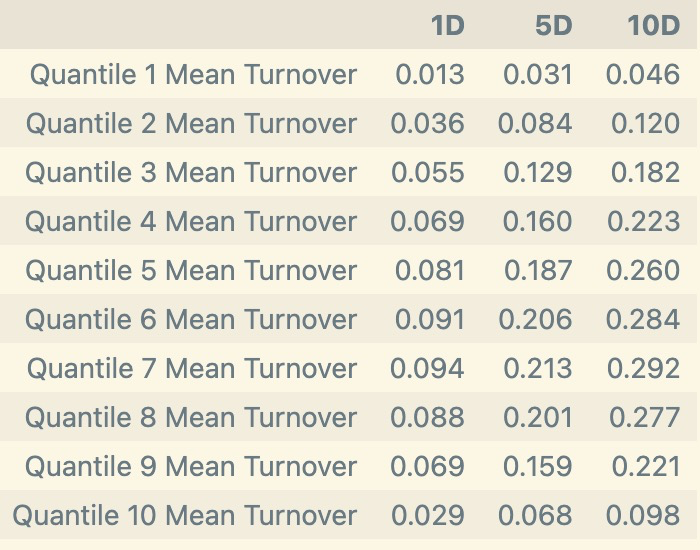 1D 5D 10D
Quantile 1 Mean Turnover 0.013 0.031 0.046
Quantile 2 Mean Turnover 0.036 0.084 0.120
Quantile 3 Mean Turnover 0.055 0.129 0.182
Quantile 4 Mean Turnover 0.069 0.160 0.223
Quantile 5 Mean Turnover 0.081 0.187 0.260
Quantile 6 Mean Turnover 0.091 0.206 0.284
Quantile 7 Mean Turnover 0.094 0.213 0.292
Quantile 8 Mean Turnover 0.088 0.201 0.277
Quantile 9 Mean Turnover 0.069 0.159 0.221
Quantile 10 Mean Turnover 0.029 0.068 0.098